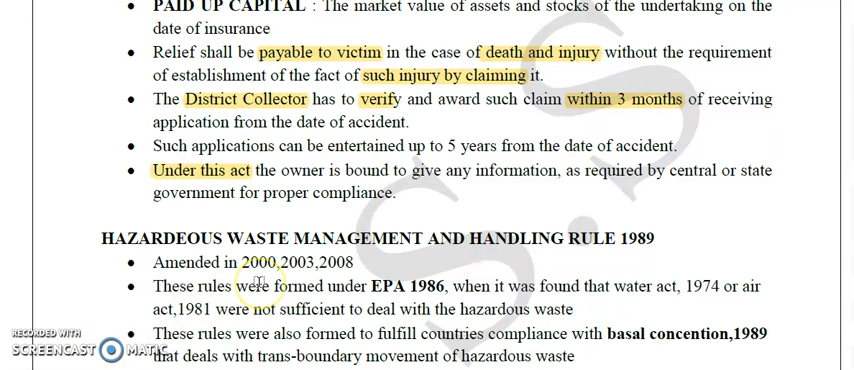 • PAID UP CAPITAL : The market value of assets and stocks of the undertaking on the
date of insurance
• Relief shall be payable to victim in the case of death and injury without the requirement
of establishment of the fact of such injury by claiming it.
• The District Collector has to verify and award such claim within 3 months of receiving
application from the date of accident.
• Such applications can be entertained up to 5 years from the date of accident.
• Under this act the owner is bound to give any information, as required by central or state
government for proper compliance.
HAZARDEOUS WASTE MANAGEMENT AND HANDLING RULE 1989
• Amended in 2000,2003,2008
• These rules were formed under EPA 1986, when it was found that water act, 1974 or air
act,1981 were not sufficient to deal with the hazardous waste
• These rules were also formed to fulfill countries compliance with basal concention,1989
that deals with trans-boundary movement of hazardous waste
S.S
RECORDED WITH
SCREENCAST MATIC